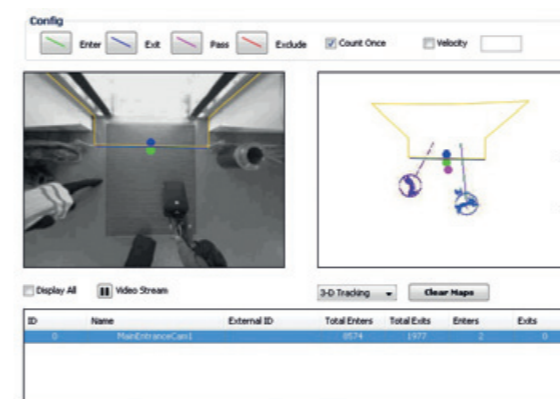 Config
Enter Exit Pass Exclude Count Once Velocity
Display All Video Stream 3-D Tracking Clear Maps
ID Name External ID Total Enters Total Exits Enters Exits
0 MainEntranceCam1 8574 1977 2 0